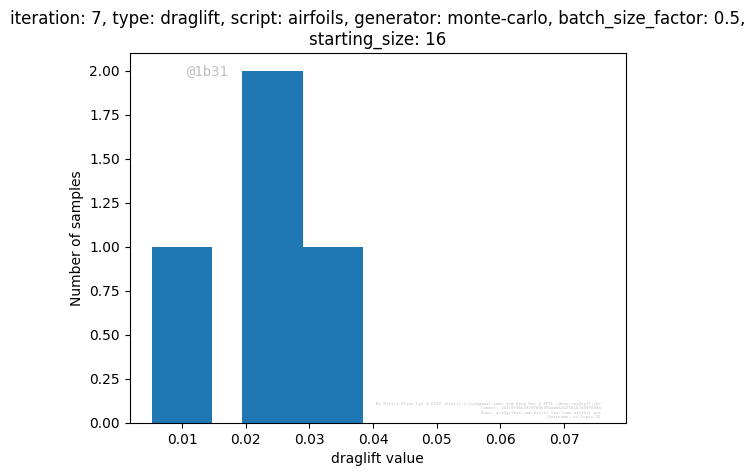 iteration: 7, type: draglift, script: airfoils, generator: monte-carlo, batch_size_factor: 0.5,
starting_size: 16
@1b31
2.00
1.75
1.50
1.25
1.00
0.75
0.50
0.25
0.00
Number of samples
0.01 0.02 0.03 0.04 0.05 0.06 0.07
draglift value